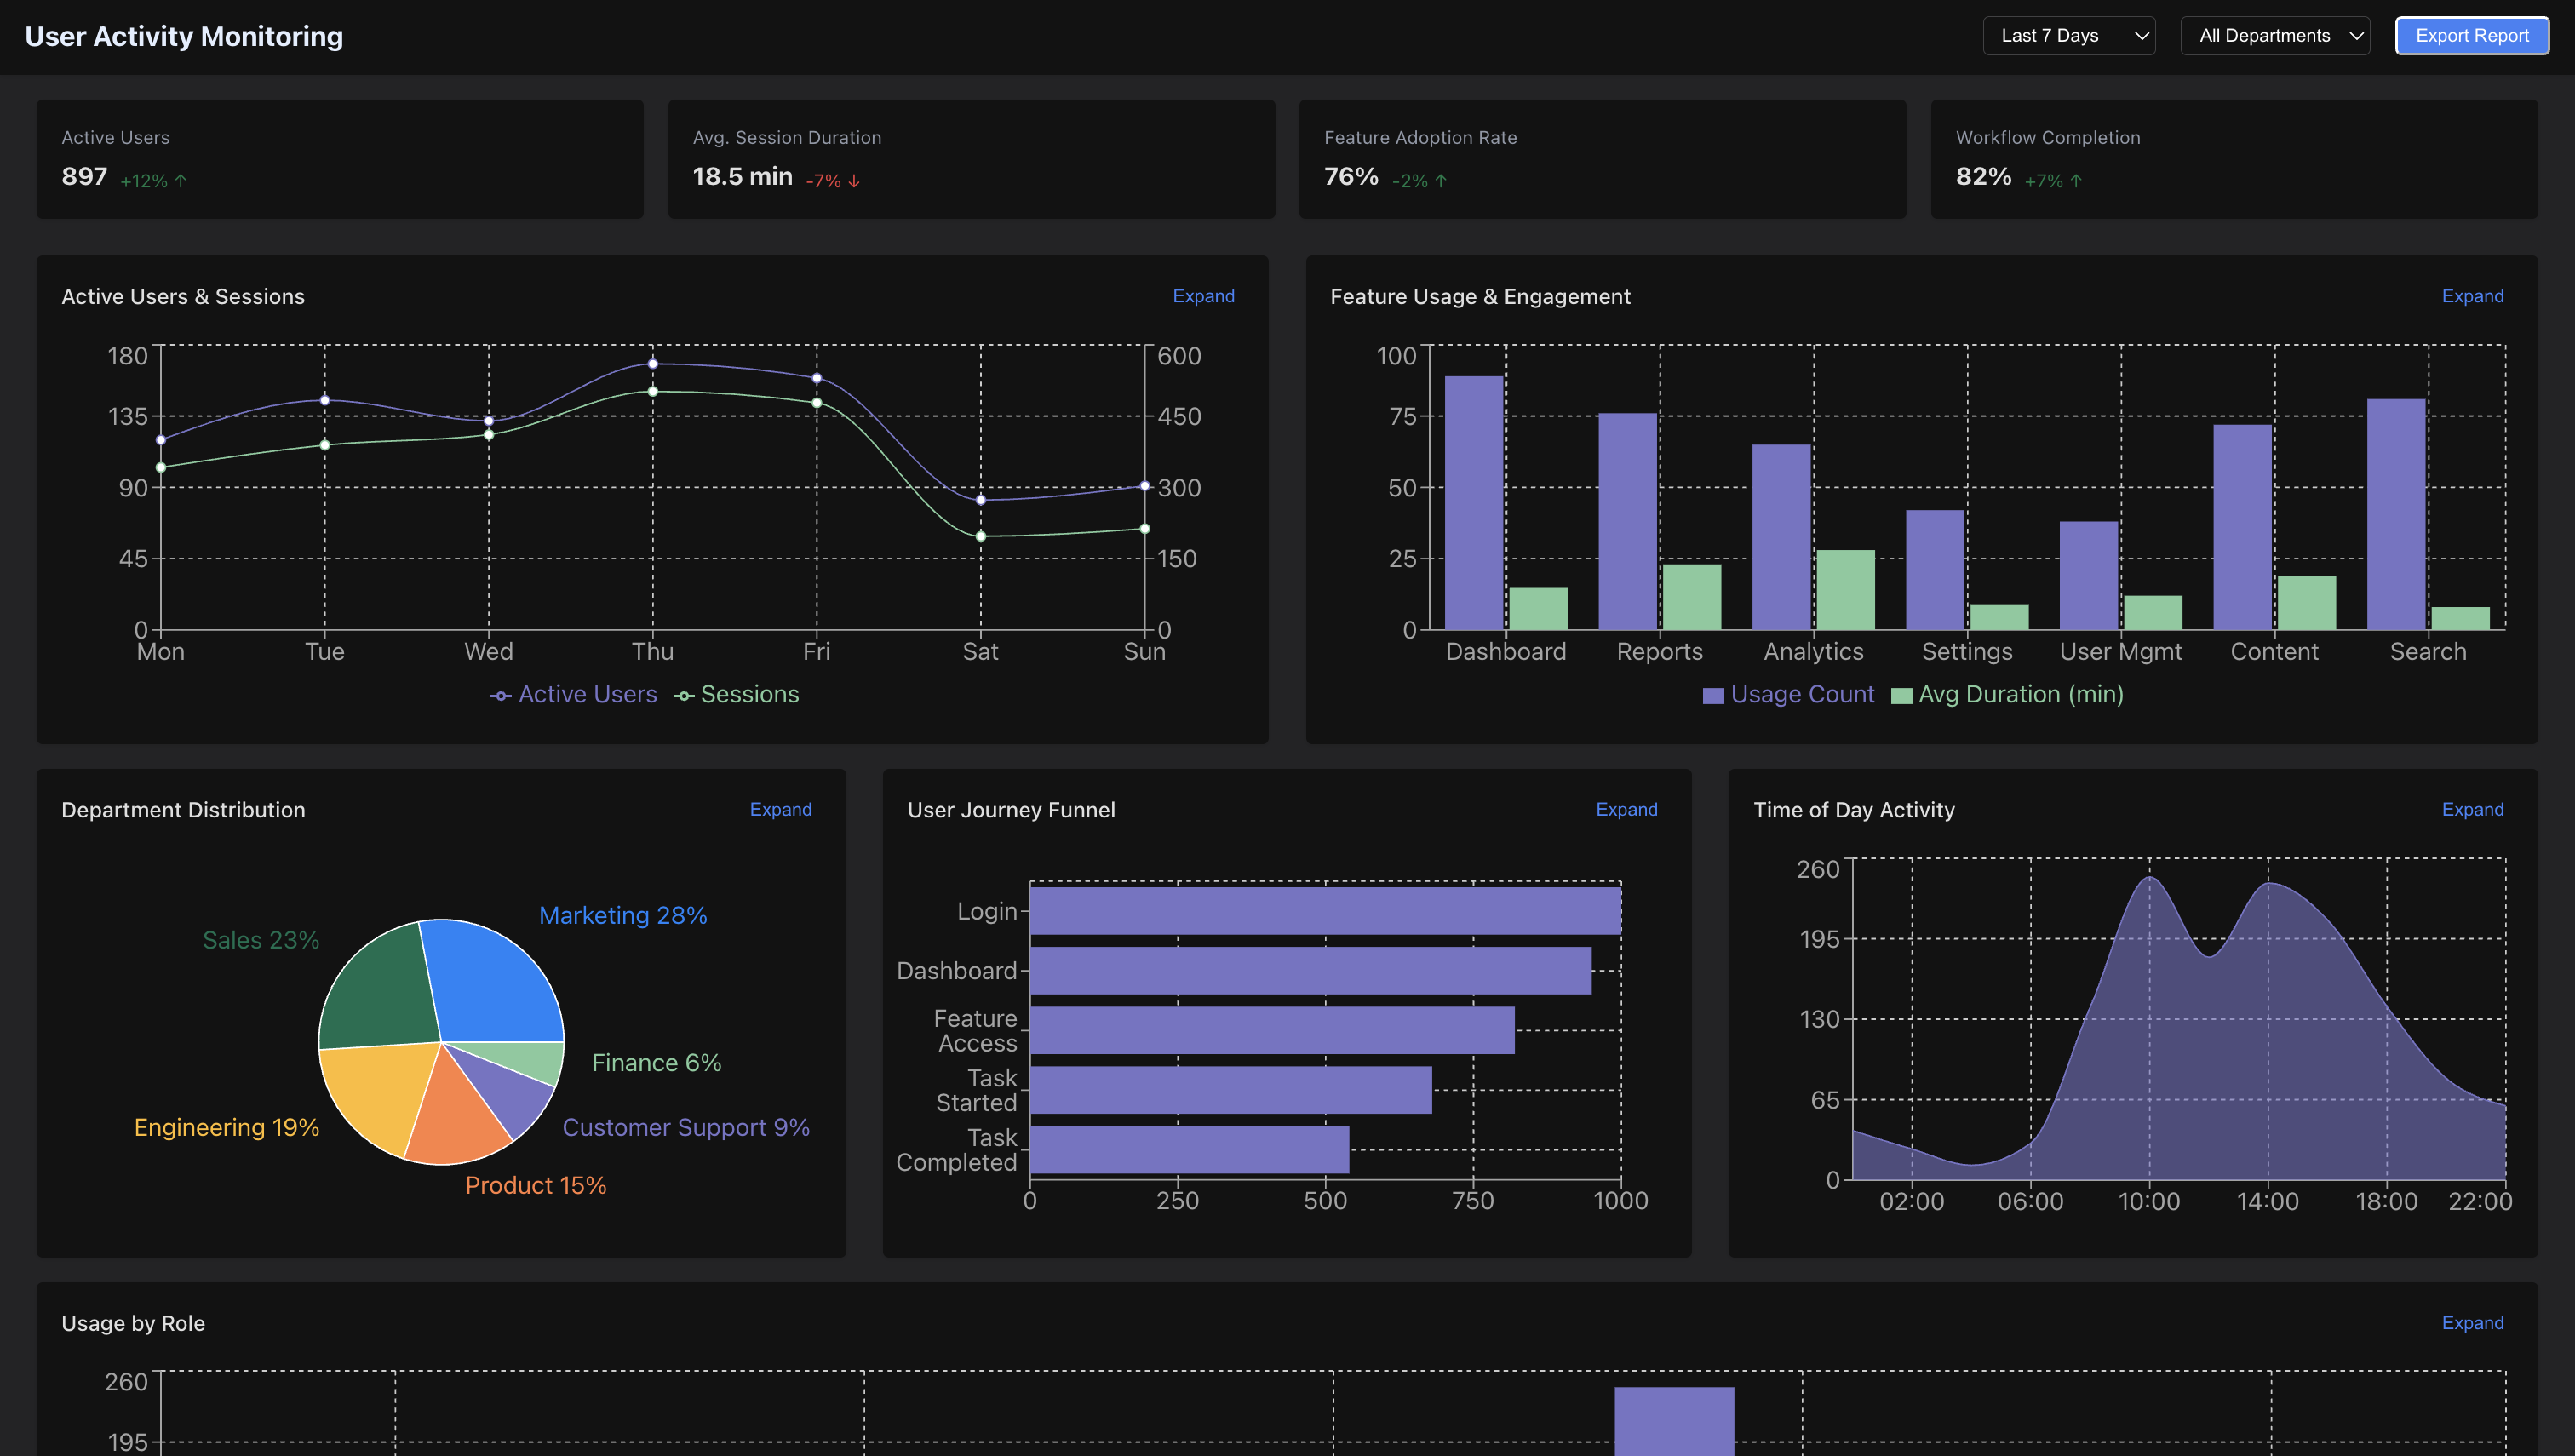 User Activity Monitoring
Last 7 Days
All Departments
Export Report
Active Users
897 +12% ↑
Avg. Session Duration
18.5 min -7% ↓
Feature Adoption Rate
76% -2% ↑
Workflow Completion
82% +7% ↑
Active Users & Sessions
Expand
180
135
90
45
0
600
450
300
150
0
Mon Tue Wed Thu Fri Sat Sun
Active Users Sessions
Feature Usage & Engagement
Expand
100
75
50
25
0
Dashboard Reports Analytics Settings User Mgmt Content Search
Usage Count Avg Duration (min)
Department Distribution
Expand
Marketing 28%
Sales 23%
Finance 6%
Engineering 19%
Customer Support 9%
Product 15%
User Journey Funnel
Expand
Login
Dashboard
Feature
Access
Task
Started
Task
Completed
0 250 500 750 1000
Time of Day Activity
Expand
260
195
130
65
0
02:00 06:00 10:00 14:00 18:00 22:00
Usage by Role
Expand
260
195